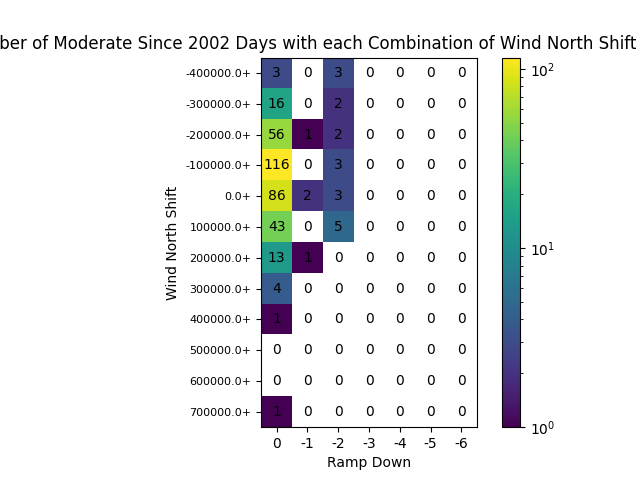 ber of Moderate Since 2002 Days with each Combination of Wind North Shift
-400000.0+ 3 0 3 0 0 0 0
-300000.0+ 16 0 2 0 0 0 0
-200000.0+ 56 1 2 0 0 0 0
-100000.0+ 116 0 3 0 0 0 0
0.0+ 86 2 3 0 0 0 0
100000.0+ 43 0 5 0 0 0 0
200000.0+ 13 1 0 0 0 0 0
300000.0+ 4 0 0 0 0 0 0
400000.0+ 1 0 0 0 0 0 0
500000.0+ 0 0 0 0 0 0 0
600000.0+ 0 0 0 0 0 0 0
700000.0+ 1 0 0 0 0 0 0
0 -1 -2 -3 -4 -5 -6
Ramp Down
Wind North Shift
10²
10¹
10⁰